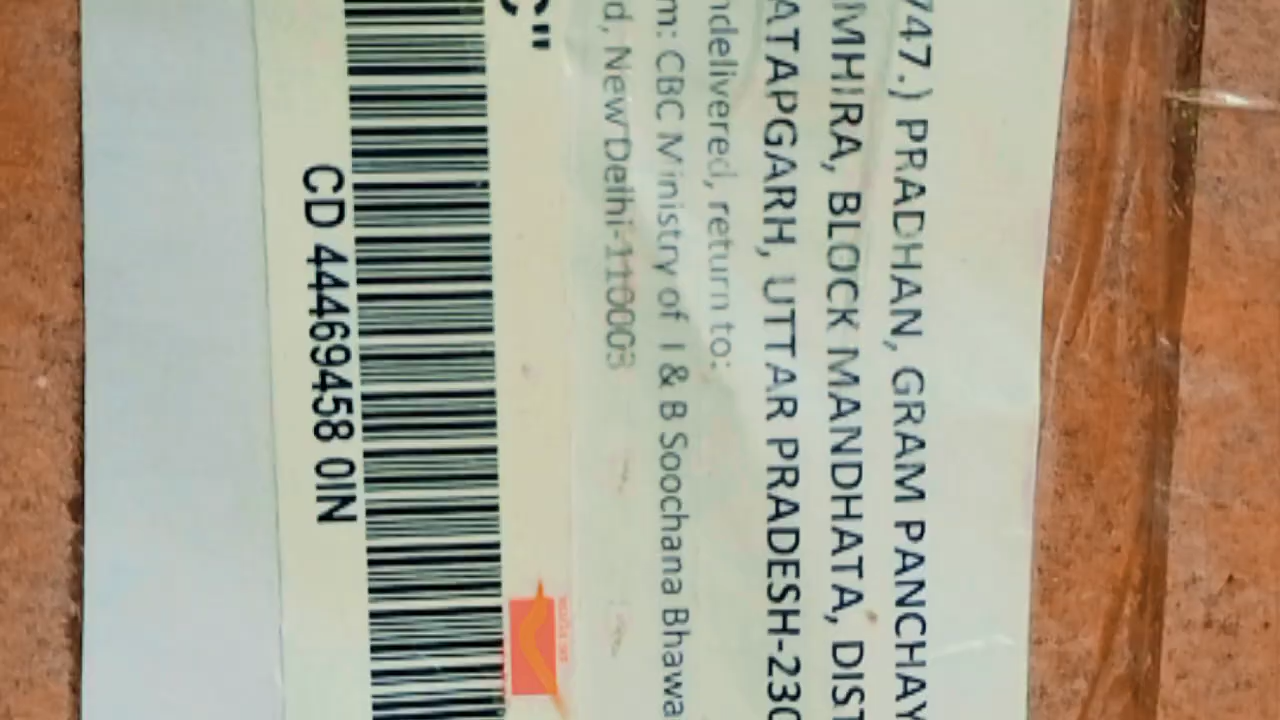 747.) PRADHAN, GRAM PANCHAY
MHIRA, BLOCK MANDHATA, DIST
ATAPGARH, UTTAR PRADESH-230
ndelivered, return to:
m: CBC Ministry of I & B Soochana Bhawa
d, New Delhi-110003
C"
CD 44469458 0IN